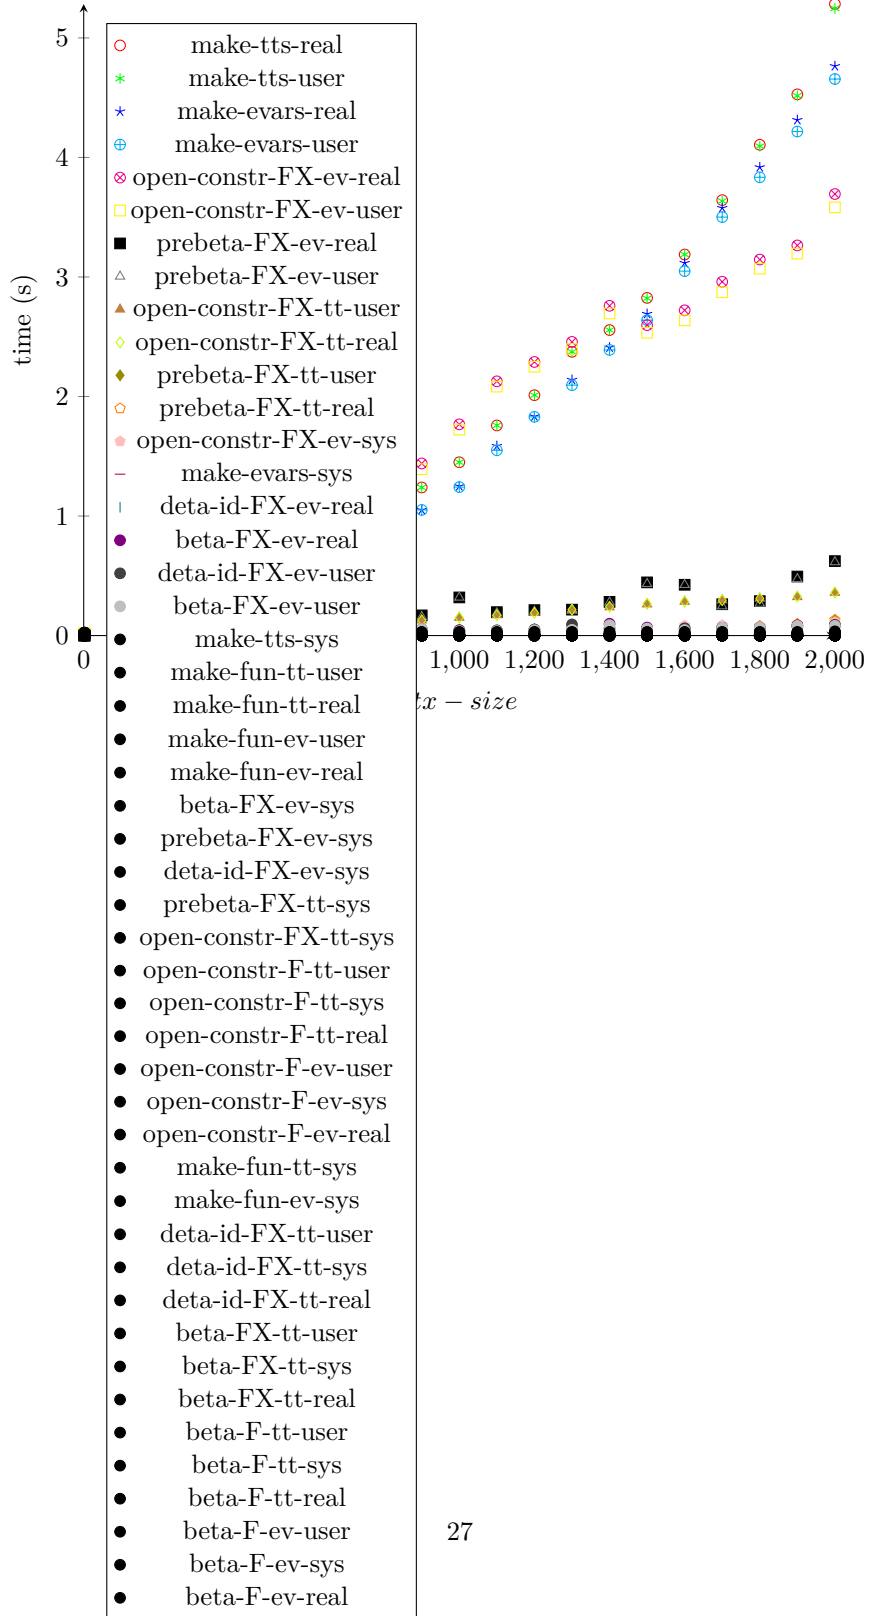 5
4
3
2
1
0
time (s)
make-tts-real
make-tts-user
make-evars-real
make-evars-user
open-constr-FX-ev-real
open-constr-FX-ev-user
prebeta-FX-ev-real
prebeta-FX-ev-user
open-constr-FX-tt-user
open-constr-FX-tt-real
prebeta-FX-tt-user
prebeta-FX-tt-real
open-constr-FX-ev-sys
make-evars-sys
deta-id-FX-ev-real
beta-FX-ev-real
deta-id-FX-ev-user
beta-FX-ev-user
make-tts-sys
make-fun-tt-user
make-fun-tt-real
make-fun-ev-user
make-fun-ev-real
beta-FX-ev-sys
prebeta-FX-ev-sys
deta-id-FX-ev-sys
prebeta-FX-tt-sys
open-constr-FX-tt-sys
open-constr-F-tt-user
open-constr-F-tt-sys
open-constr-F-tt-real
open-constr-F-ev-user
open-constr-F-ev-sys
open-constr-F-ev-real
make-fun-tt-sys
make-fun-ev-sys
deta-id-FX-tt-user
deta-id-FX-tt-sys
deta-id-FX-tt-real
beta-FX-tt-user
beta-FX-tt-sys
beta-FX-tt-real
beta-F-tt-user
beta-F-tt-sys
beta-F-tt-real
beta-F-ev-user
beta-F-ev-sys
beta-F-ev-real
0 1,000 1,200 1,400 1,600 1,800 2,000
tx − size
27